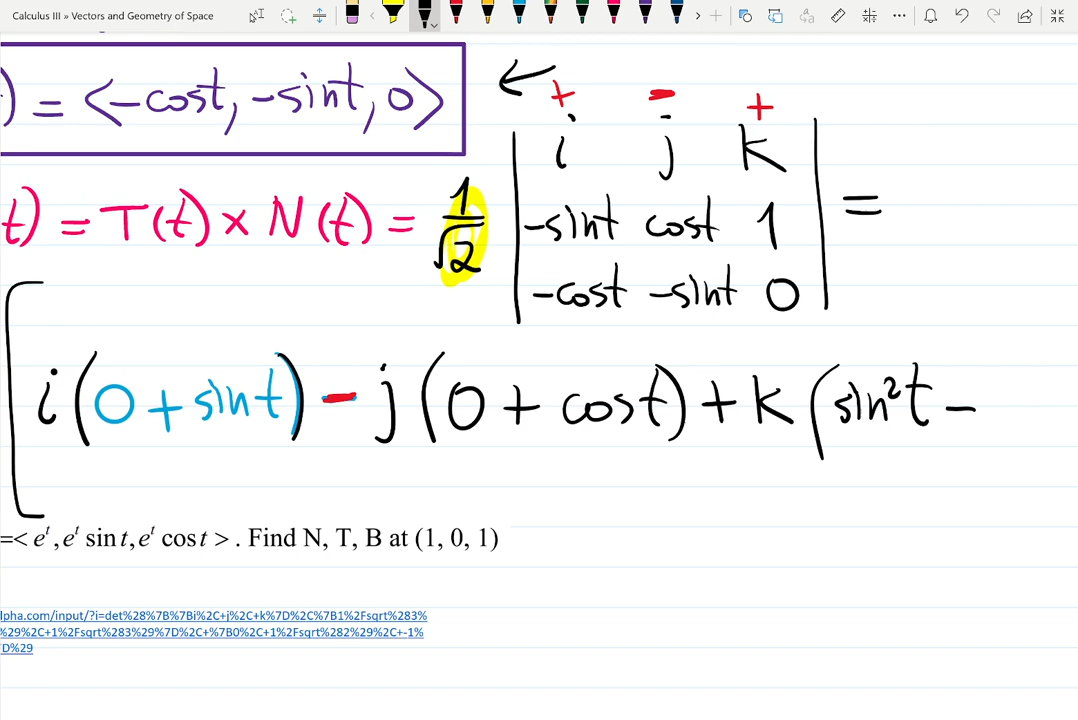 Calculus III » Vectors and Geometry of Space
) = <-cost, -sint, 0>
+ - +
i j k
t) = T(t) × N(t) = 1/√2 | -sint cost 1 | =
-cost -sint 0
[ i(0 + sint) - j(0 + cost) + k(sin²t -
=< e^t, e^t sin t, e^t cos t > . Find N, T, B at (1, 0, 1)
lpha.com/input/?i=det%28%7B%7Bi%2C+j%2C+k%7D%2C%7B1%2Fsqrt%283%
%29%2C+1%2Fsqrt%283%29%7D%2C+%7B0%2C+1%2Fsqrt%282%29%2C+-1%
D%29